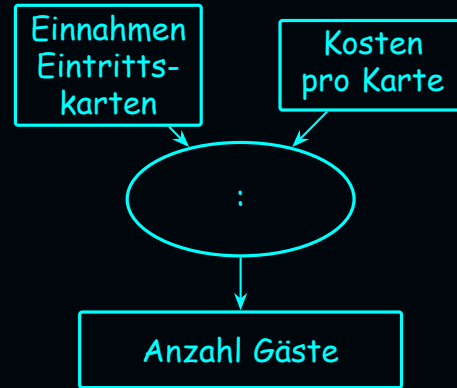 Einnahmen
Eintritts-
karten
Kosten
pro Karte
:
Anzahl Gäste